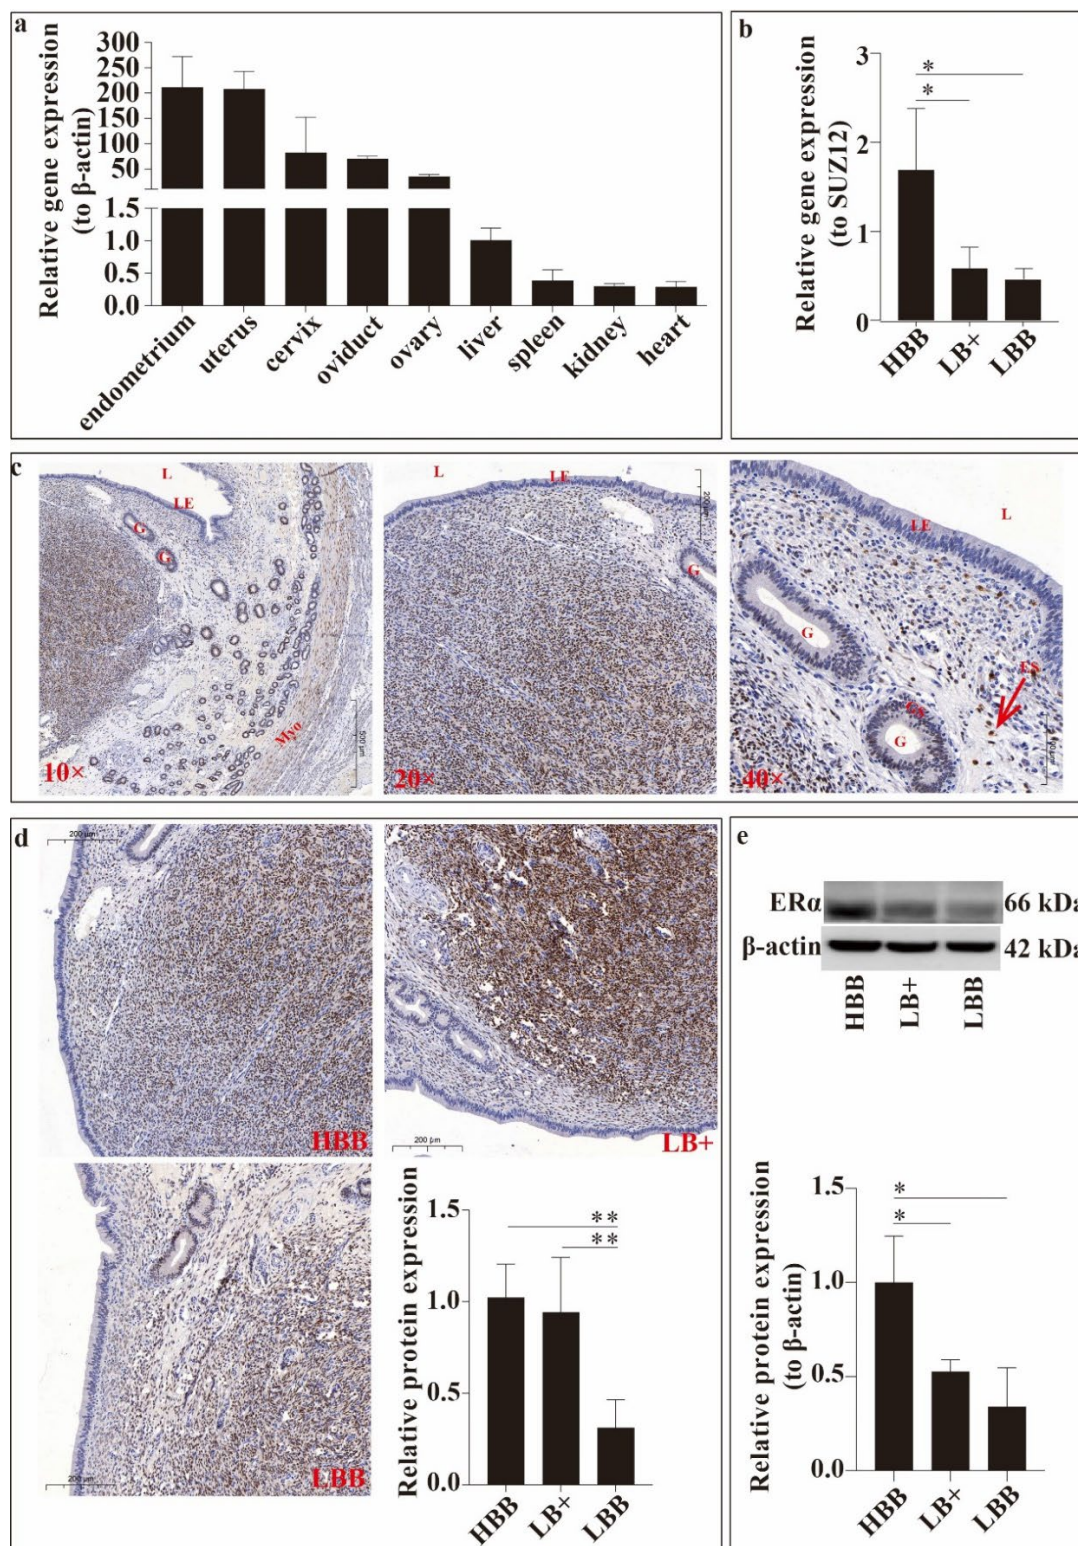 a
Relative gene expression
(to β-actin)
300
250
200
150
100
50
1.5
1.0
0.5
0.0
endometrium
uterus
cervix
oviduct
ovary
liver
spleen
kidney
heart
b
Relative gene expression
(to SUZ12)
3
2
1
0
*
*
HBB
LB+
LBB
c
L
LE
G
G
Myo
500 μm
10×
L
LE
G
200 μm
20×
L
LE
G
G
ES
40×
d
200 μm
HBB
200 μm
LB+
200 μm
LBB
Relative protein expression
1.5
1.0
0.5
0.0
**
**
HBB
LB+
LBB
e
ERα
66 kDa
β-actin
42 kDa
HBB
LB+
LBB
Relative protein expression
(to β-actin)
1.5
1.0
0.5
0.0
*
*
HBB
LB+
LBB